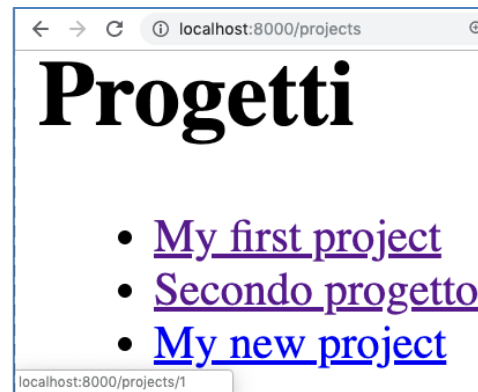 localhost:8000/projects
Progetti
My first project
Secondo progetto
My new project
localhost:8000/projects/1